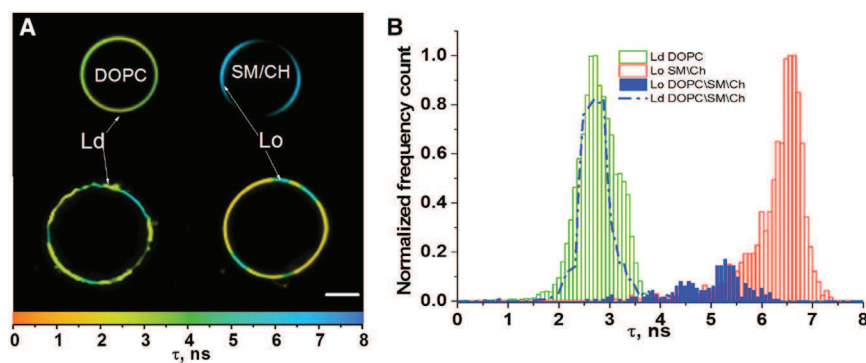 A
DOPC
SM/CH
Ld
Lo
0 1 2 3 4 5 6 7 8
τ, ns
B
Normalized frequency count
1.0
0.8
0.6
0.4
0.2
0.0
Ld DOPC
Lo SM\Ch
Lo DOPC\SM\Ch
Ld DOPC\SM\Ch
0 1 2 3 4 5 6 7 8
τ, ns